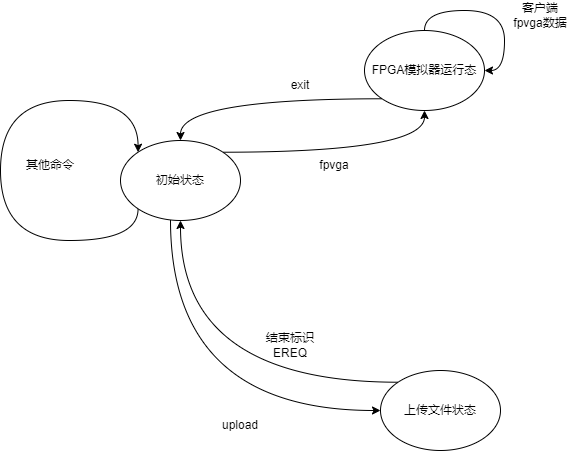 客户端
fpvga数据
FPGA模拟器运行态
exit
其他命令
fpvga
初始状态
结束标识
EREQ
上传文件状态
upload